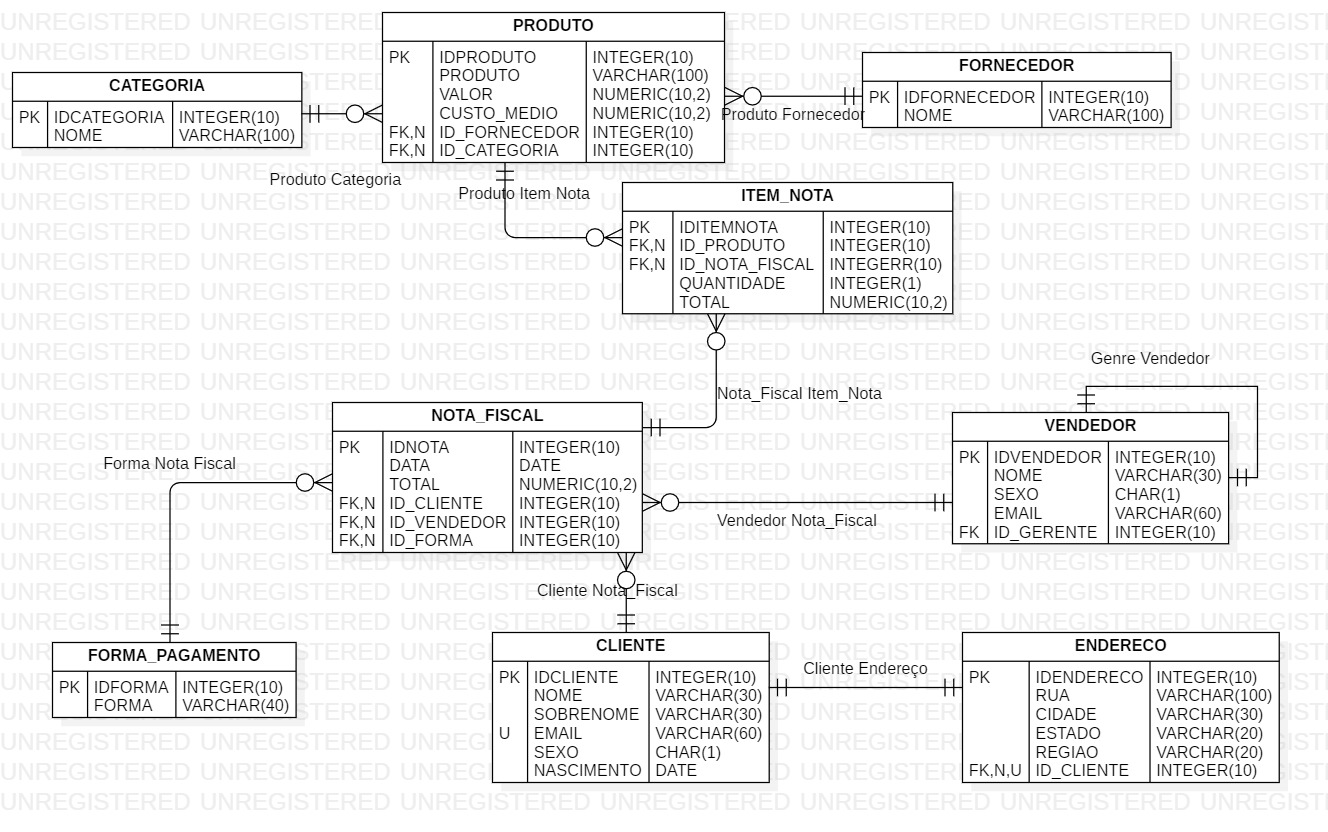 PRODUTO
PK IDPRODUTO INTEGER(10)
PRODUTO VARCHAR(100)
VALOR NUMERIC(10,2)
CUSTO_MEDIO NUMERIC(10,2)
FK,N ID_FORNECEDOR INTEGER(10)
FK,N ID_CATEGORIA INTEGER(10)
CATEGORIA
PK IDCATEGORIA INTEGER(10)
NOME VARCHAR(100)
FORNECEDOR
PK IDFORNECEDOR INTEGER(10)
NOME VARCHAR(100)
Produto Fornecedor
Produto Categoria
Produto Item Nota
ITEM_NOTA
PK IDITEMNOTA INTEGER(10)
FK,N ID_PRODUTO INTEGER(10)
FK,N ID_NOTA_FISCAL INTEGERR(10)
QUANTIDADE INTEGER(1)
TOTAL NUMERIC(10,2)
Genre Vendedor
Nota_Fiscal Item_Nota
NOTA_FISCAL
PK IDNOTA INTEGER(10)
DATA DATE
TOTAL NUMERIC(10,2)
FK,N ID_CLIENTE INTEGER(10)
FK,N ID_VENDEDOR INTEGER(10)
FK,N ID_FORMA INTEGER(10)
VENDEDOR
PK IDVENDEDOR INTEGER(10)
NOME VARCHAR(30)
SEXO CHAR(1)
EMAIL VARCHAR(60)
FK ID_GERENTE INTEGER(10)
Forma Nota Fiscal
Vendedor Nota_Fiscal
Cliente Nota_Fiscal
FORMA_PAGAMENTO
PK IDFORMA INTEGER(10)
FORMA VARCHAR(40)
CLIENTE
PK IDCLIENTE INTEGER(10)
NOME VARCHAR(30)
SOBRENOME VARCHAR(30)
U EMAIL VARCHAR(60)
SEXO CHAR(1)
NASCIMENTO DATE
Cliente Endereço
ENDERECO
PK IDENDERECO INTEGER(10)
RUA VARCHAR(100)
CIDADE VARCHAR(30)
ESTADO VARCHAR(20)
REGIAO VARCHAR(20)
FK,N,U ID_CLIENTE INTEGER(10)
UNREGISTERED